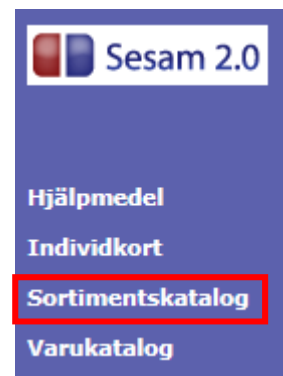 Sesam 2.0
Hjälpmedel
Individkort
Sortimentskatalog
Varukatalog